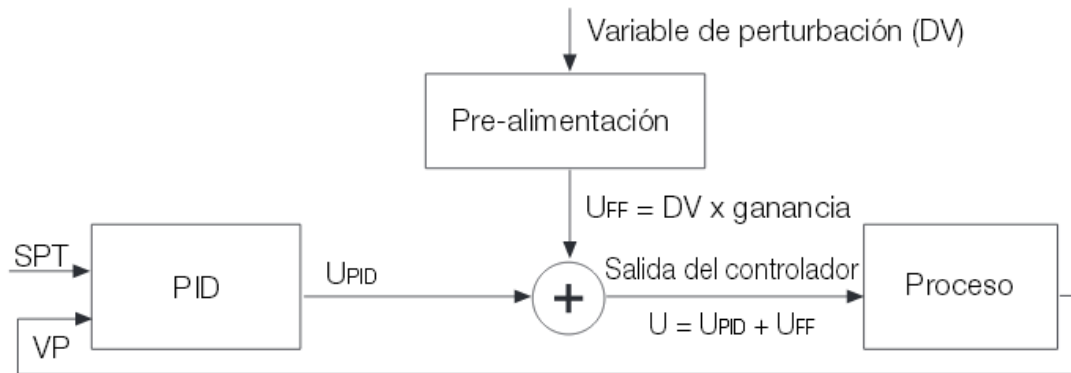 Variable de perturbación (DV)
Pre-alimentación
UFF = DV x ganancia
SPT
PID
UPID
+
Salida del controlador
U = UPID + UFF
Proceso
VP